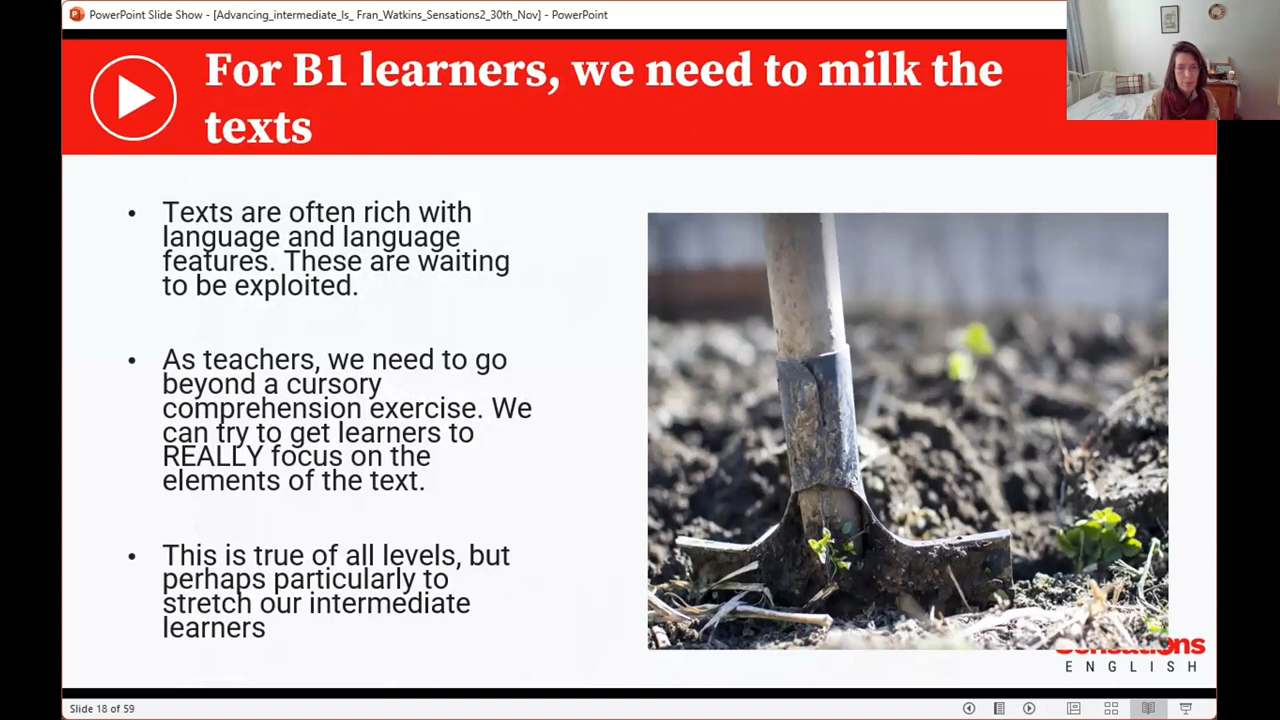 PowerPoint Slide Show - [Advancing_intermediate_ls_ Fran_Watkins_Sensations2_30th_Nov] - PowerPoint
For B1 learners, we need to milk the
texts
• Texts are often rich with
language and language
features. These are waiting
to be exploited.
• As teachers, we need to go
beyond a cursory
comprehension exercise. We
can try to get learners to
REALLY focus on the
elements of the text.
• This is true of all levels, but
perhaps particularly to
stretch our intermediate
learners
Sensations
ENGLISH
Slide 18 of 59